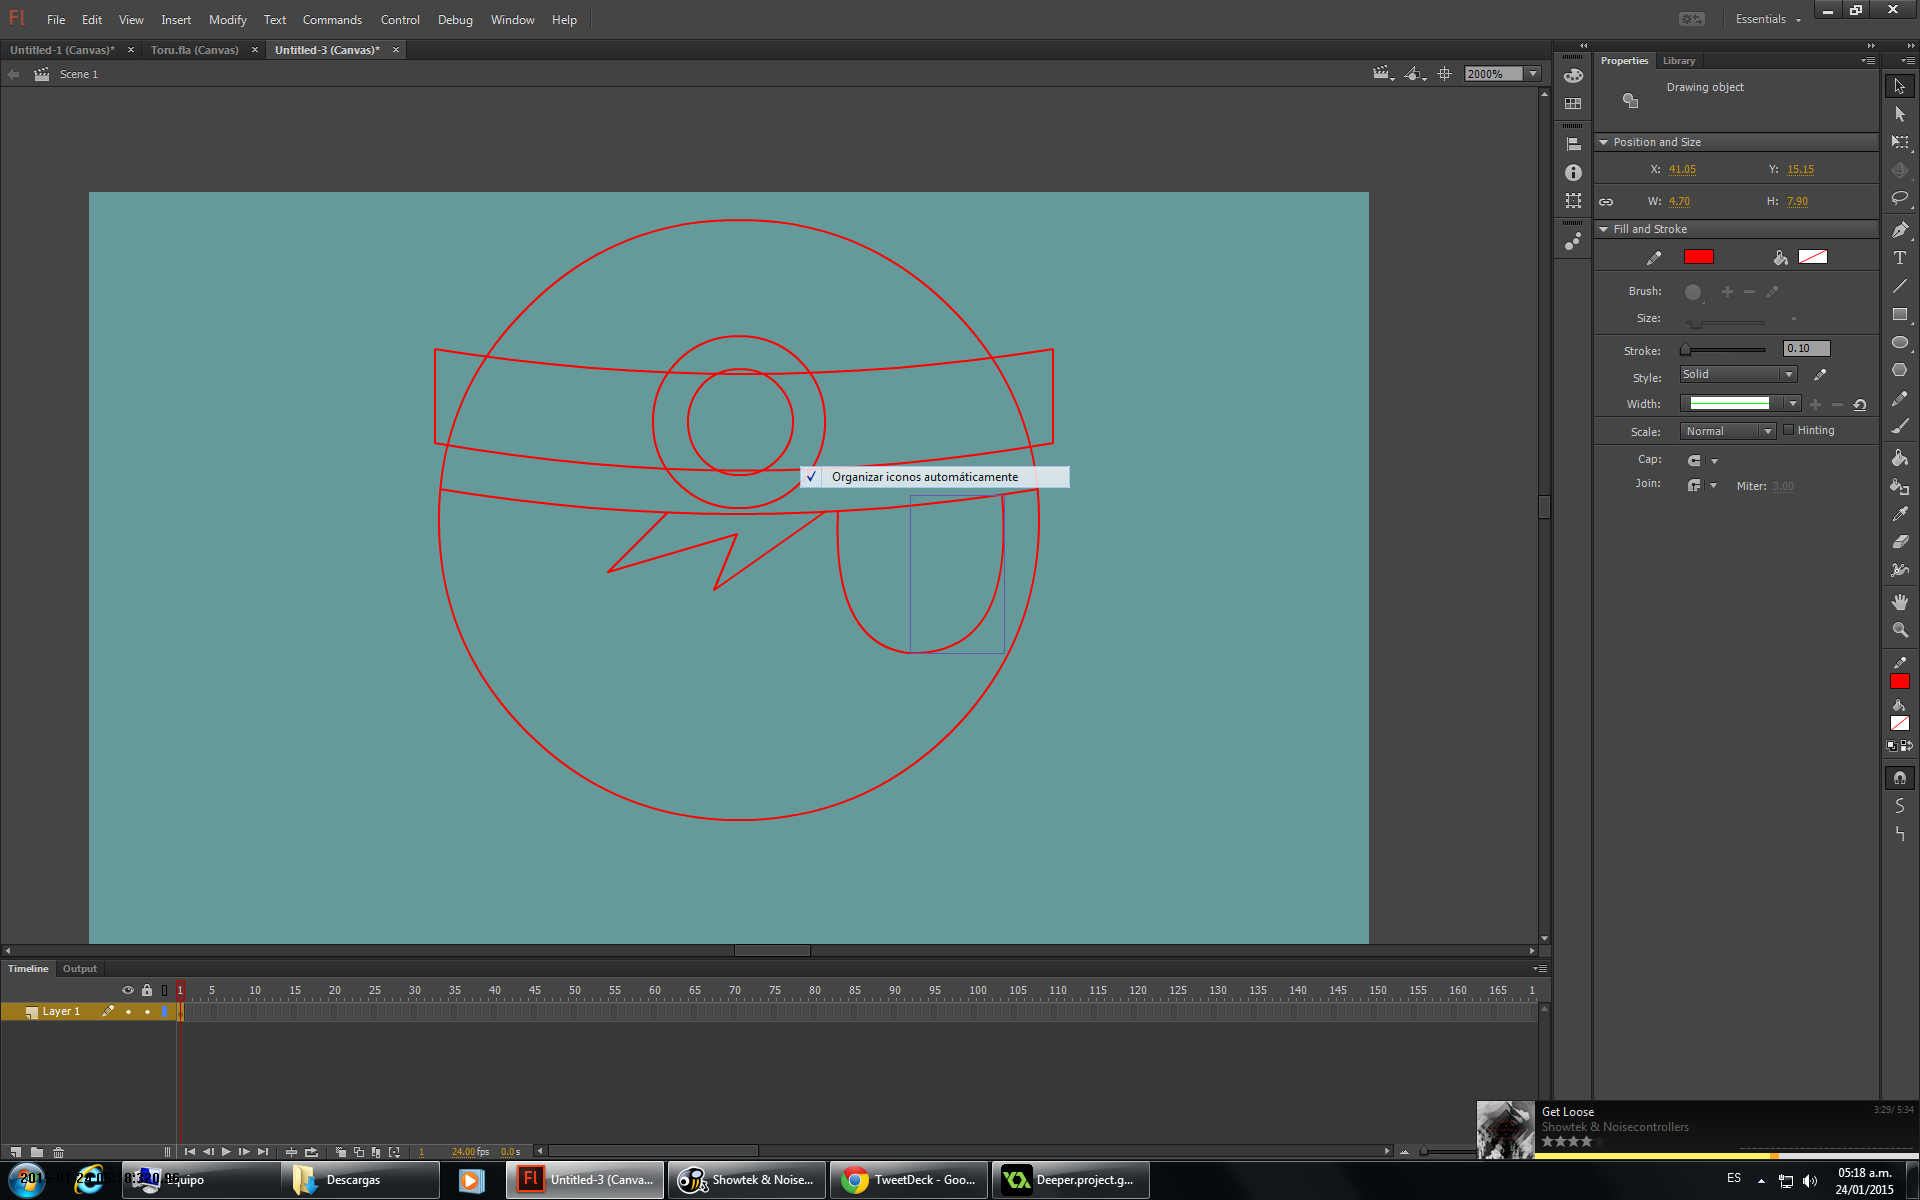 Fl File Edit View Insert Modify Text Commands Control Debug Window Help Essentials
Untitled-1 (Canvas)* × Toru.fla (Canvas) × Untitled-3 (Canvas)* ×
Scene 1 2000%
Properties Library
Drawing object
Position and Size
X: 41.05 Y: 15.15
W: 4.70 H: 7.90
Fill and Stroke
Brush:
Size:
Stroke: 0.10
Style: Solid
Width:
Scale: Normal Hinting
Cap:
Join: Miter: 3.00
Organizar iconos automáticamente
Timeline Output
1 5 10 15 20 25 30 35 40 45 50 55 60 65 70 75 80 85 90 95 100 105 110 115 120 125 130 135 140 145 150 155 160 165 1
Layer 1
1 24.00 fps 0.0 s
Get Loose 3:29/ 5:34
Showtek & Noisecontrollers
Equipo Descargas Fl Untitled-3 (Canva... Showtek & Noise... TweetDeck - Goo... Deeper.project.g... ES 05:18 a.m.
24/01/2015